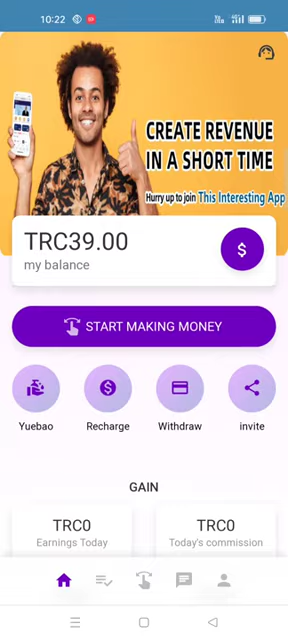 10:22
CREATE REVENUE
IN A SHORT TIME
Hurry up to join This Interesting App
TRC39.00
my balance
$
START MAKING MONEY
Yuebao
Recharge
Withdraw
invite
GAIN
TRC0
Earnings Today
TRC0
Today's commission